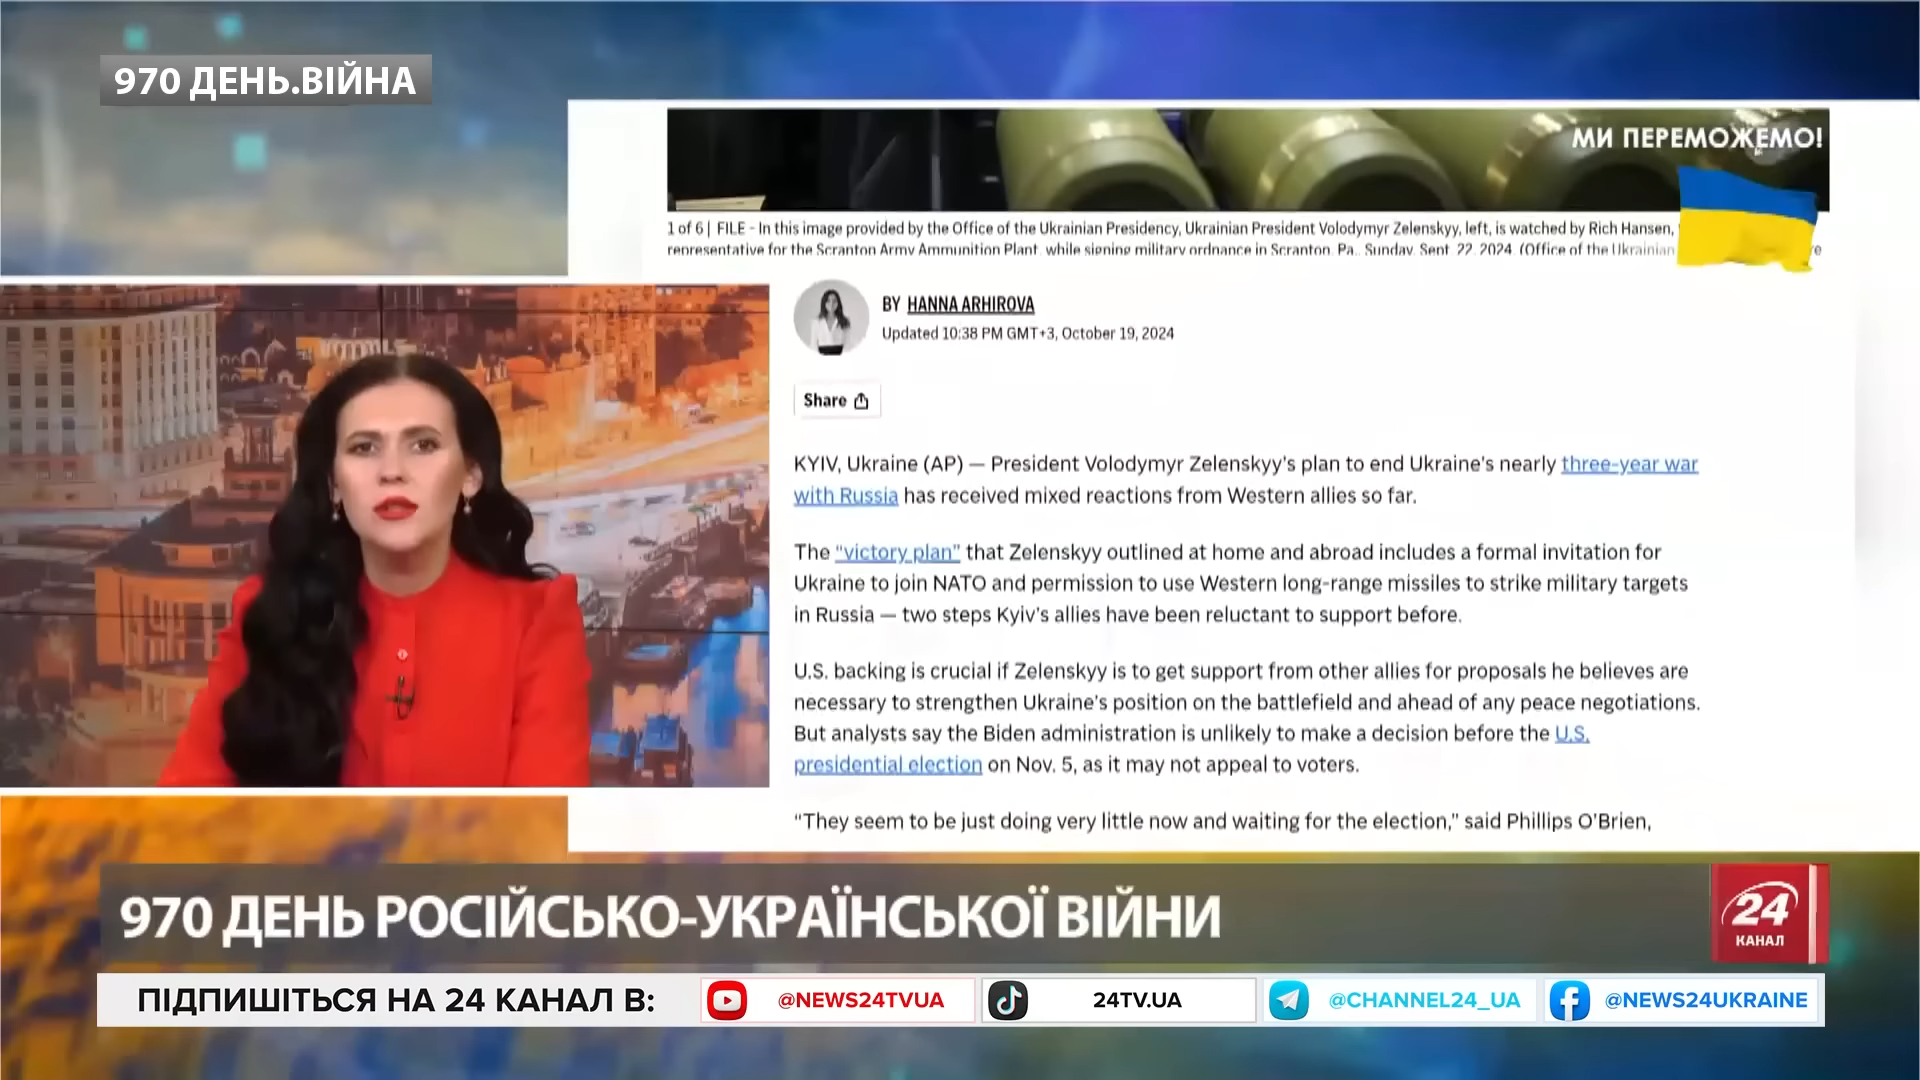 970 ДЕНЬ.ВІЙНА
МИ ПЕРЕМОЖЕМО!
1 of 6 | FILE - In this image provided by the Office of the Ukrainian Presidency, Ukrainian President Volodymyr Zelenskyy, left, is watched by Rich Hansen,
representative for the Scranton Army Ammunition Plant, while signing military ordnance in Scranton, Pa., Sunday, Sept. 22, 2024. (Office of the Ukrainian
BY HANNA ARHIROVA
Updated 10:38 PM GMT+3, October 19, 2024
Share
KYIV, Ukraine (AP) — President Volodymyr Zelenskyy's plan to end Ukraine's nearly three-year war
with Russia has received mixed reactions from Western allies so far.
The “victory plan” that Zelenskyy outlined at home and abroad includes a formal invitation for
Ukraine to join NATO and permission to use Western long-range missiles to strike military targets
in Russia — two steps Kyiv's allies have been reluctant to support before.
U.S. backing is crucial if Zelenskyy is to get support from other allies for proposals he believes are
necessary to strengthen Ukraine's position on the battlefield and ahead of any peace negotiations.
But analysts say the Biden administration is unlikely to make a decision before the U.S.
presidential election on Nov. 5, as it may not appeal to voters.
“They seem to be just doing very little now and waiting for the election,” said Phillips O'Brien,
970 ДЕНЬ РОСІЙСЬКО-УКРАЇНСЬКОЇ ВІЙНИ
24
КАНАЛ
ПІДПИШІТЬСЯ НА 24 КАНАЛ В:
@NEWS24TVUA
24TV.UA
@CHANNEL24_UA
@NEWS24UKRAINE